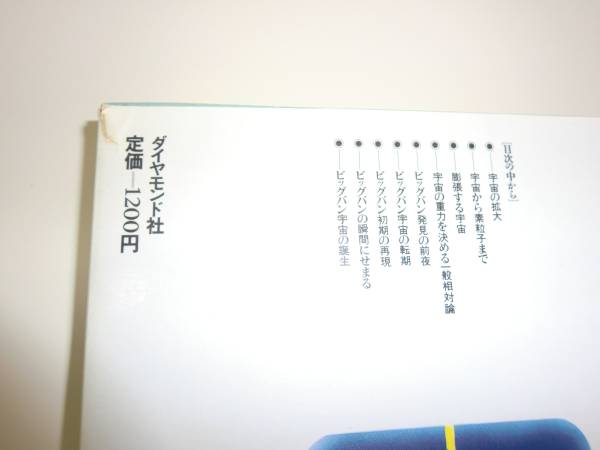 [目次の中から]
●──宇宙の拡大
●──宇宙から素粒子まで
●──膨張する宇宙
●──宇宙の重力を決める一般相対論
●──ビッグバン発見の前夜
●──ビッグバン宇宙の転期
●──ビッグバン初期の再現
●──ビッグバンの瞬間にせまる
●──ビッグバン宇宙の誕生
ダイヤモンド社
定価──1200円